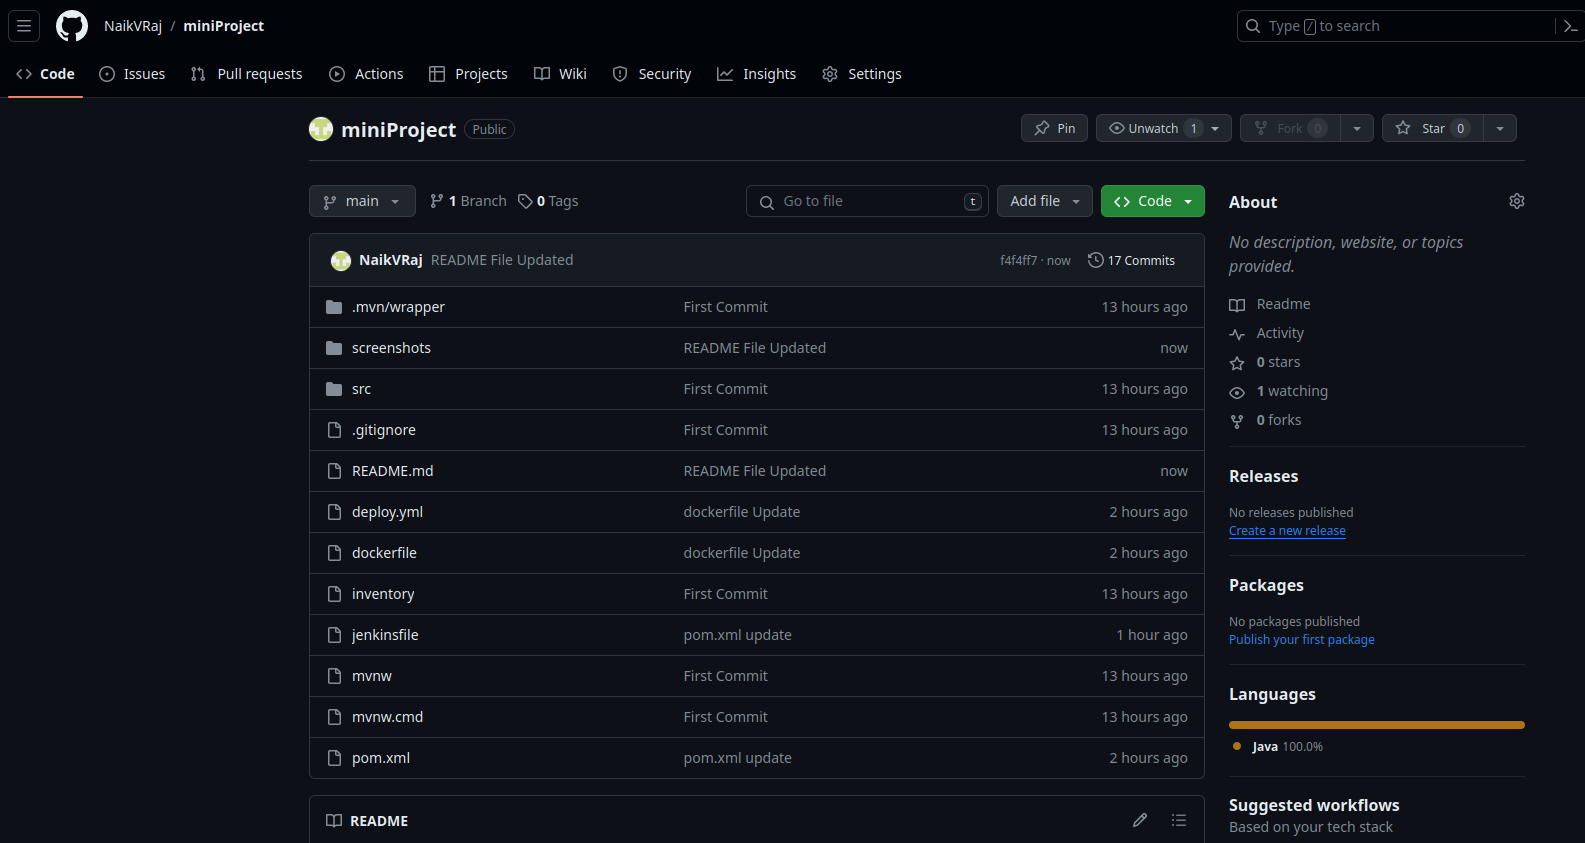 NaikVRaj / miniProject
Type / to search
Code Issues Pull requests Actions Projects Wiki Security Insights Settings
miniProject Public
Pin Unwatch 1 Fork 0 Star 0
main 1 Branch 0 Tags Go to file t Add file Code
NaikVRaj README File Updated f4f4ff7 · now 17 Commits
.mvn/wrapper First Commit 13 hours ago
screenshots README File Updated now
src First Commit 13 hours ago
.gitignore First Commit 13 hours ago
README.md README File Updated now
deploy.yml dockerfile Update 2 hours ago
dockerfile dockerfile Update 2 hours ago
inventory First Commit 13 hours ago
jenkinsfile pom.xml update 1 hour ago
mvnw First Commit 13 hours ago
mvnw.cmd First Commit 13 hours ago
pom.xml pom.xml update 2 hours ago
README
About
No description, website, or topics
provided.
Readme
Activity
0 stars
1 watching
0 forks
Releases
No releases published
Create a new release
Packages
No packages published
Publish your first package
Languages
Java 100.0%
Suggested workflows
Based on your tech stack